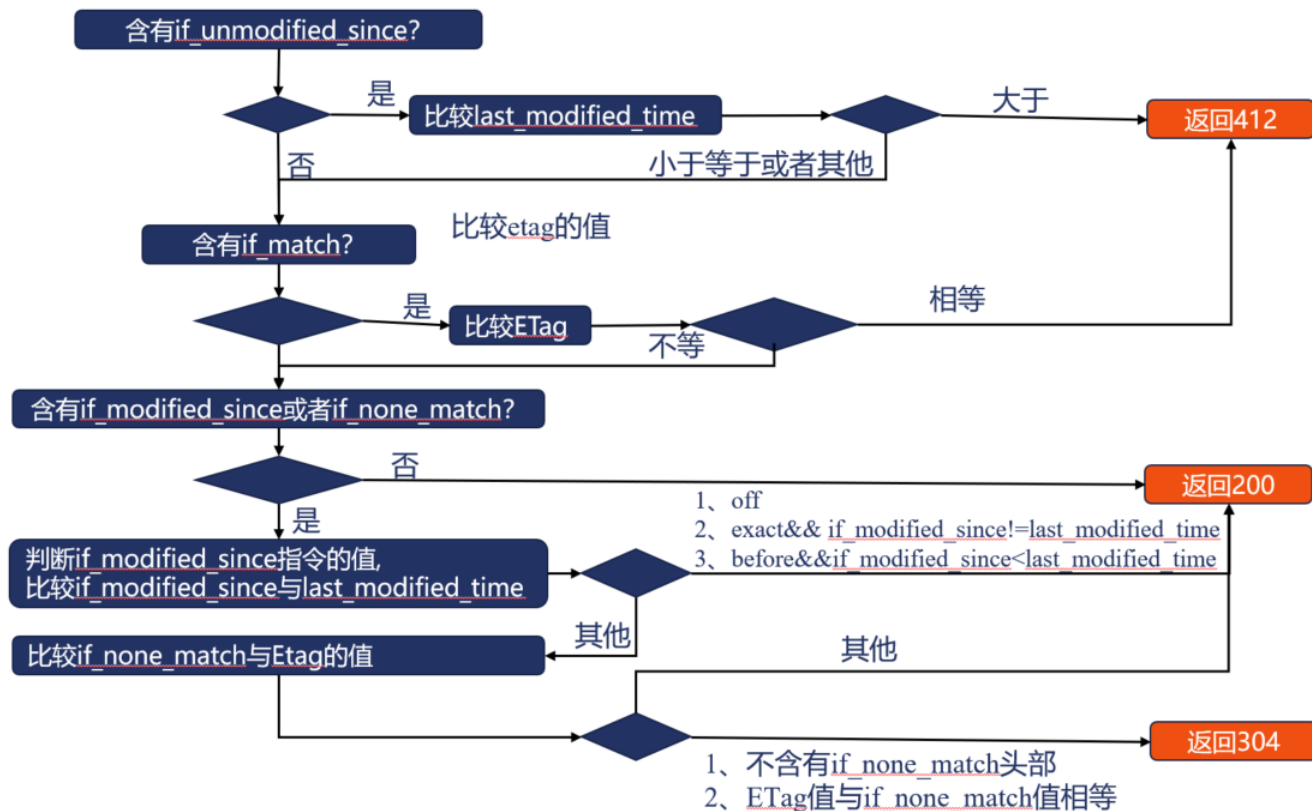 含有if_unmodified_since?
是
比较last_modified_time
大于
返回412
否
小于等于或者其他
含有if_match?
比较etag的值
是
比较ETag
相等
不等
含有if_modified_since或者if_none_match?
否
返回200
是
1、off
2、exact&& if_modified_since!=last_modified_time
3、before&&if_modified_since<last_modified_time
判断if_modified_since指令的值,
比较if_modified_since与last_modified_time
其他
比较if_none_match与Etag的值
其他
返回304
1、不含有if_none_match头部
2、ETag值与if_none_match值相等